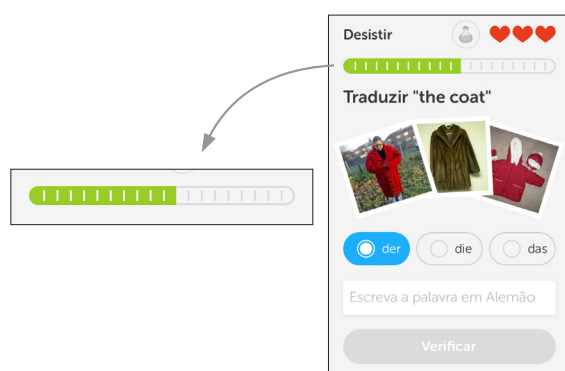 Desistir
Traduzir "the coat"
der
die
das
Escreva a palavra em Alemão
Verificar